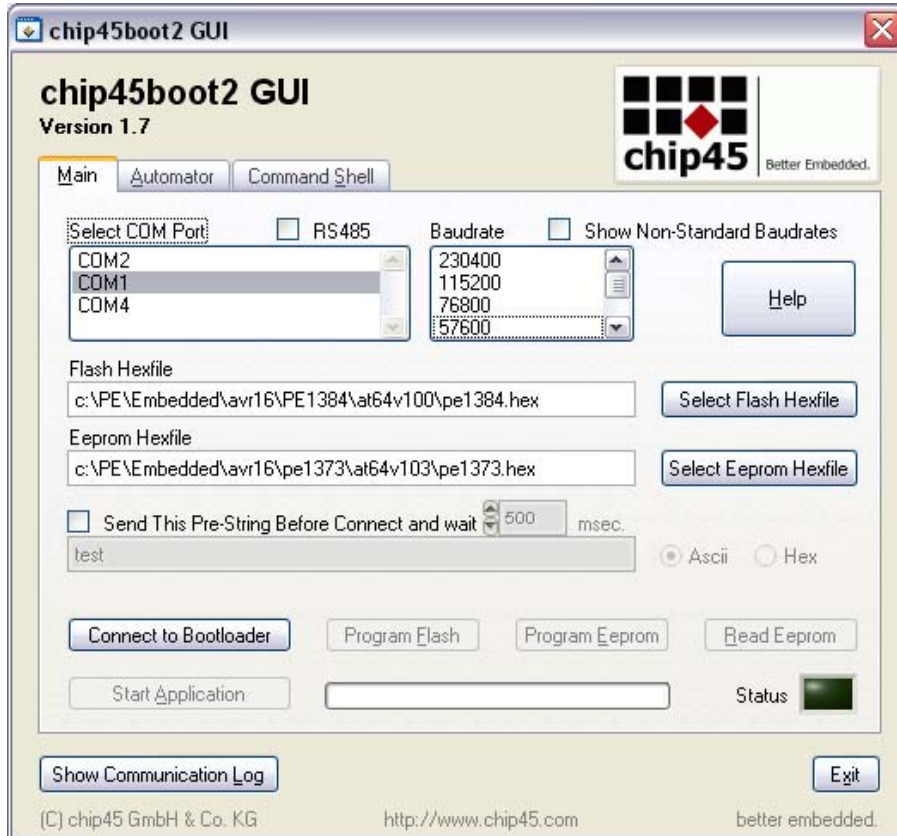 chip45boot2 GUI
chip45boot2 GUI
Version 1.7
chip45
Better Embedded.
Main Automator Command Shell
Select COM Port RS485 Baudrate Show Non-Standard Baudrates
COM2 230400
COM1 115200
COM4 76800
57600
Help
Flash Hexfile
c:\PE\Embedded\avr16\PE1384\at64v100\pe1384.hex Select Flash Hexfile
Eeprom Hexfile
c:\PE\Embedded\avr16\pe1373\at64v103\pe1373.hex Select Eeprom Hexfile
Send This Pre-String Before Connect and wait 500 msec.
test Ascii Hex
Connect to Bootloader Program Flash Program Eeprom Read Eeprom
Start Application Status
Show Communication Log Exit
(C) chip45 GmbH & Co. KG http://www.chip45.com better embedded.